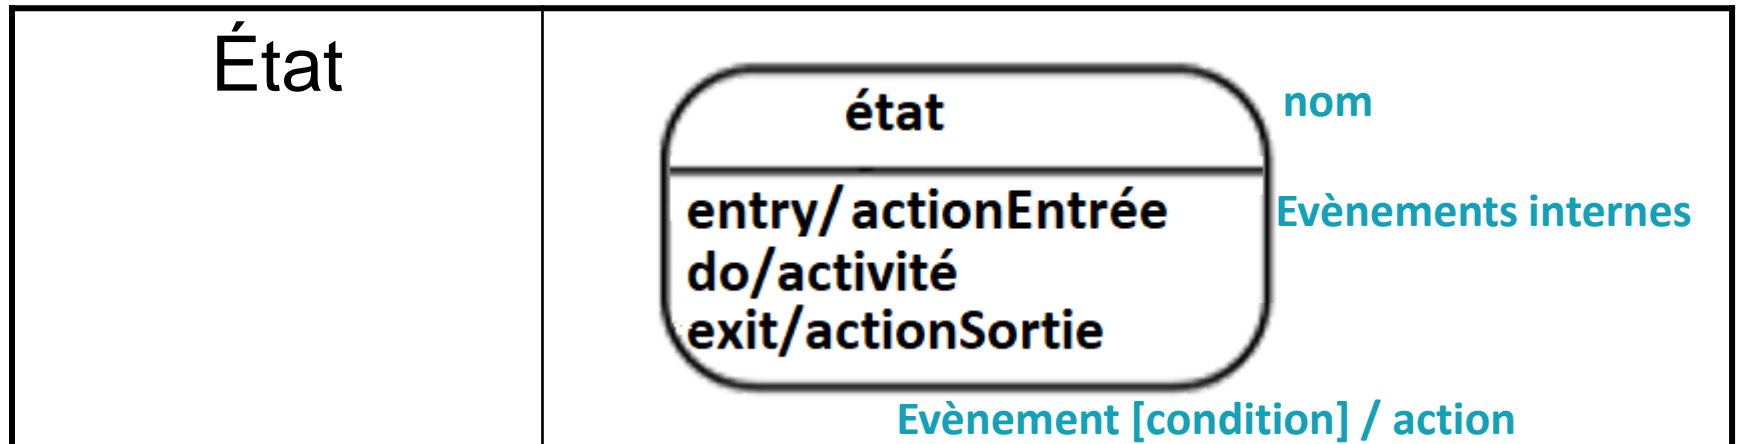 État
état
nom
entry/actionEntrée
Evènements internes
do/activité
exit/actionSortie
Evènement [condition] / action